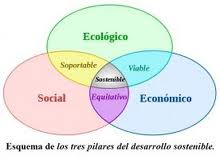 Ecológico
Soportable
Viable
Sostenible
Social
Equitativo
Económico
Esquema de los tres pilares del desarrollo sostenible.